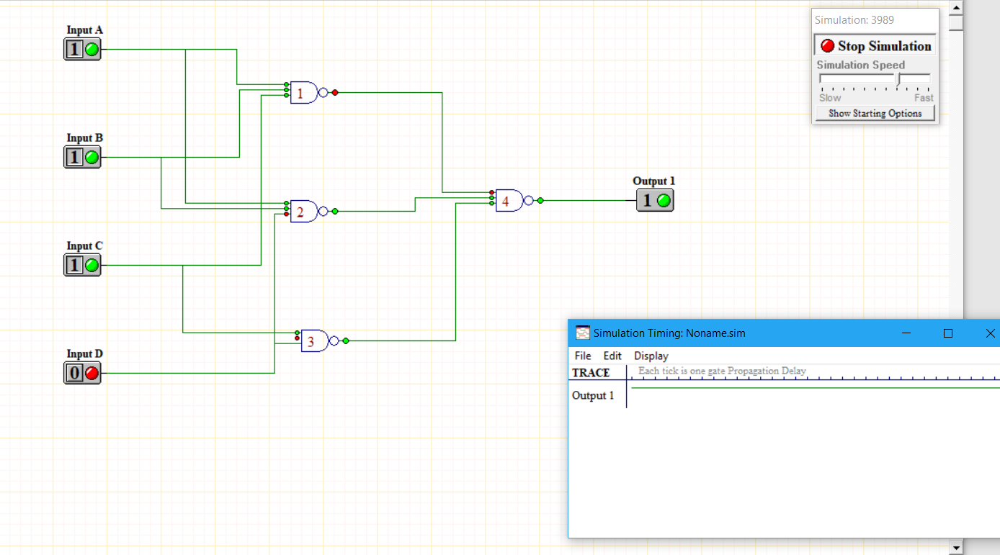 Input A
1
Input B
1
Input C
1
Input D
0
1
2
3
4
Output 1
1
Simulation: 3989
Stop Simulation
Simulation Speed
Slow Fast
Show Starting Options
Simulation Timing: Noname.sim
File Edit Display
TRACE Each tick is one gate Propagation Delay
Output 1